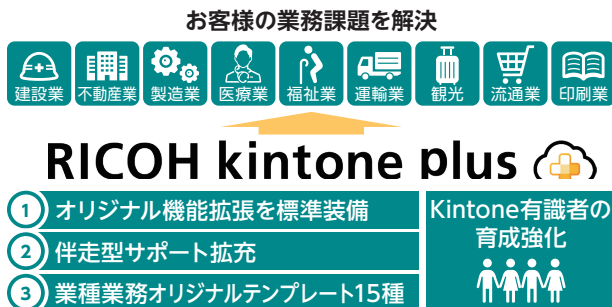 お客様の業務課題を解決
建設業 不動産業 製造業 医療業 福祉業 運輸業 観光 流通業 印刷業
RICOH kintone plus
1 オリジナル機能拡張を標準装備
2 伴走型サポート拡充
3 業種業務オリジナルテンプレート15種
Kintone有識者の
育成強化